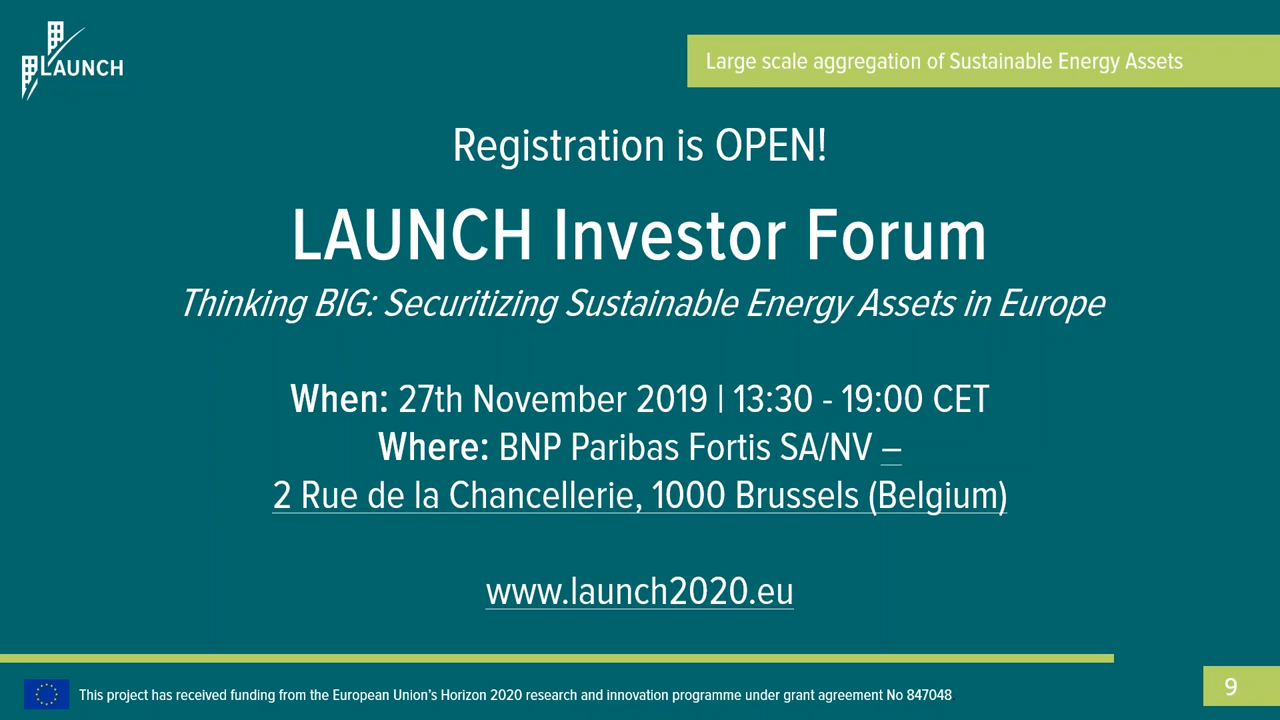 LAUNCH
Large scale aggregation of Sustainable Energy Assets
Registration is OPEN!
LAUNCH Investor Forum
Thinking BIG: Securitizing Sustainable Energy Assets in Europe
When: 27th November 2019 | 13:30 - 19:00 CET
Where: BNP Paribas Fortis SA/NV –
2 Rue de la Chancellerie, 1000 Brussels (Belgium)
www.launch2020.eu
This project has received funding from the European Union's Horizon 2020 research and innovation programme under grant agreement No 847048.
9